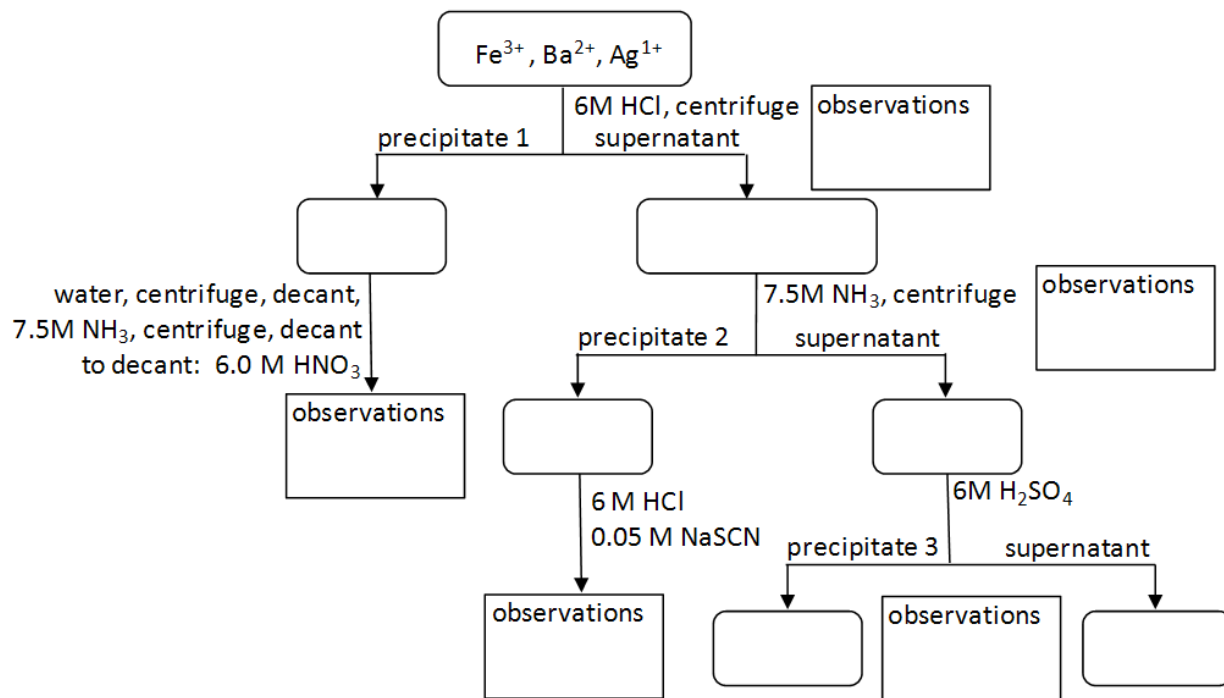 Fe³⁺, Ba²⁺, Ag¹⁺
6M HCl, centrifuge
observations
precipitate 1
supernatant
water, centrifuge, decant,
7.5M NH₃, centrifuge, decant
to decant: 6.0 M HNO₃
7.5M NH₃, centrifuge
observations
precipitate 2
supernatant
observations
6 M HCl
0.05 M NaSCN
6M H₂SO₄
precipitate 3
supernatant
observations
observations